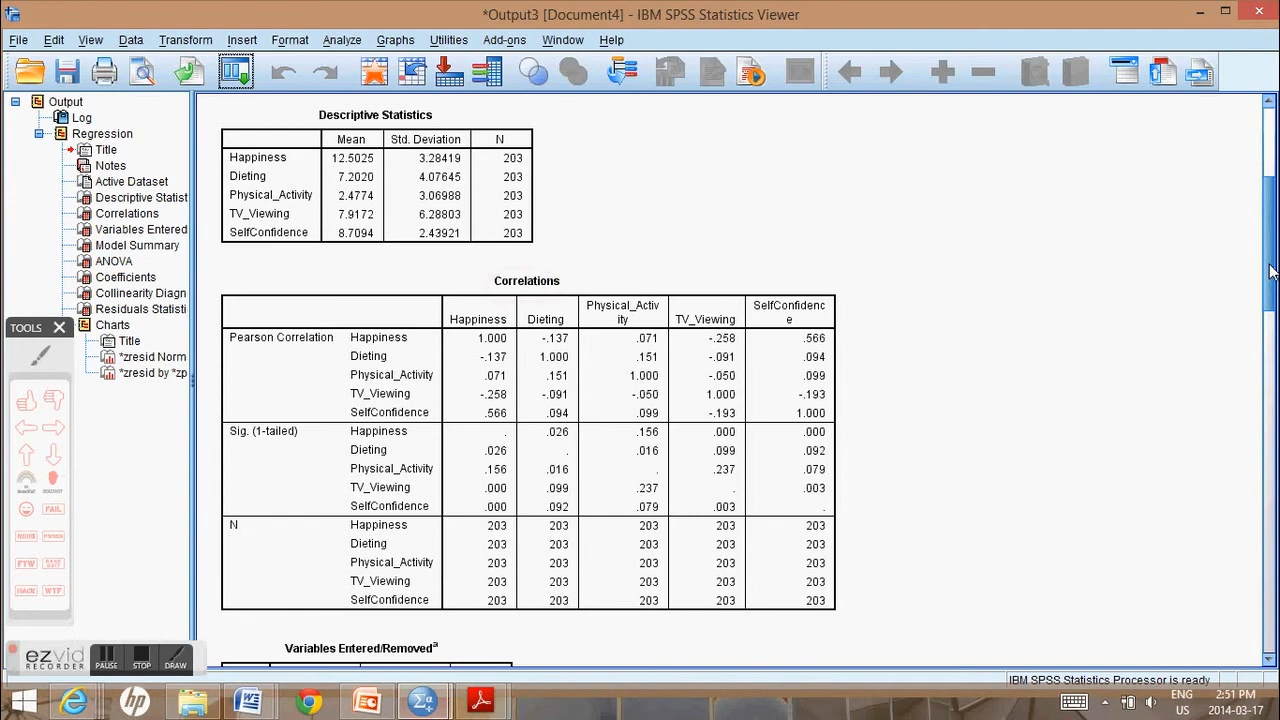 *Output3 [Document4] - IBM SPSS Statistics Viewer
File Edit View Data Transform Insert Format Analyze Graphs Utilities Add-ons Window Help
Output
Log
Regression
Title
Notes
Active Dataset
Descriptive Statist
Correlations
Variables Entered
Model Summary
ANOVA
Coefficients
Collinearity Diagn
Residuals Statisti
Charts
Title
*zresid Norm
*zresid by *zp
TOOLS
FAIL
FTW
HACK WTF
ezvid
RECORDER
PAUSE STOP DRAW
Descriptive Statistics
Mean Std. Deviation N
Happiness 12.5025 3.28419 203
Dieting 7.2020 4.07645 203
Physical_Activity 2.4774 3.06988 203
TV_Viewing 7.9172 6.28803 203
SelfConfidence 8.7094 2.43921 203
Correlations
Happiness Dieting Physical_Activ
ity TV_Viewing SelfConfidenc
e
Pearson Correlation Happiness 1.000 -.137 .071 -.258 .566
Dieting -.137 1.000 .151 -.091 .094
Physical_Activity .071 .151 1.000 -.050 .099
TV_Viewing -.258 -.091 -.050 1.000 -.193
SelfConfidence .566 .094 .099 -.193 1.000
Sig. (1-tailed) Happiness . .026 .156 .000 .000
Dieting .026 . .016 .099 .092
Physical_Activity .156 .016 . .237 .079
TV_Viewing .000 .099 .237 . .003
SelfConfidence .000 .092 .079 .003 .
N Happiness 203 203 203 203 203
Dieting 203 203 203 203 203
Physical_Activity 203 203 203 203 203
TV_Viewing 203 203 203 203 203
SelfConfidence 203 203 203 203 203
Variables Entered/Removedª
IBM SPSS Statistics Processor is ready
ENG 2:51 PM
US 2014-03-17